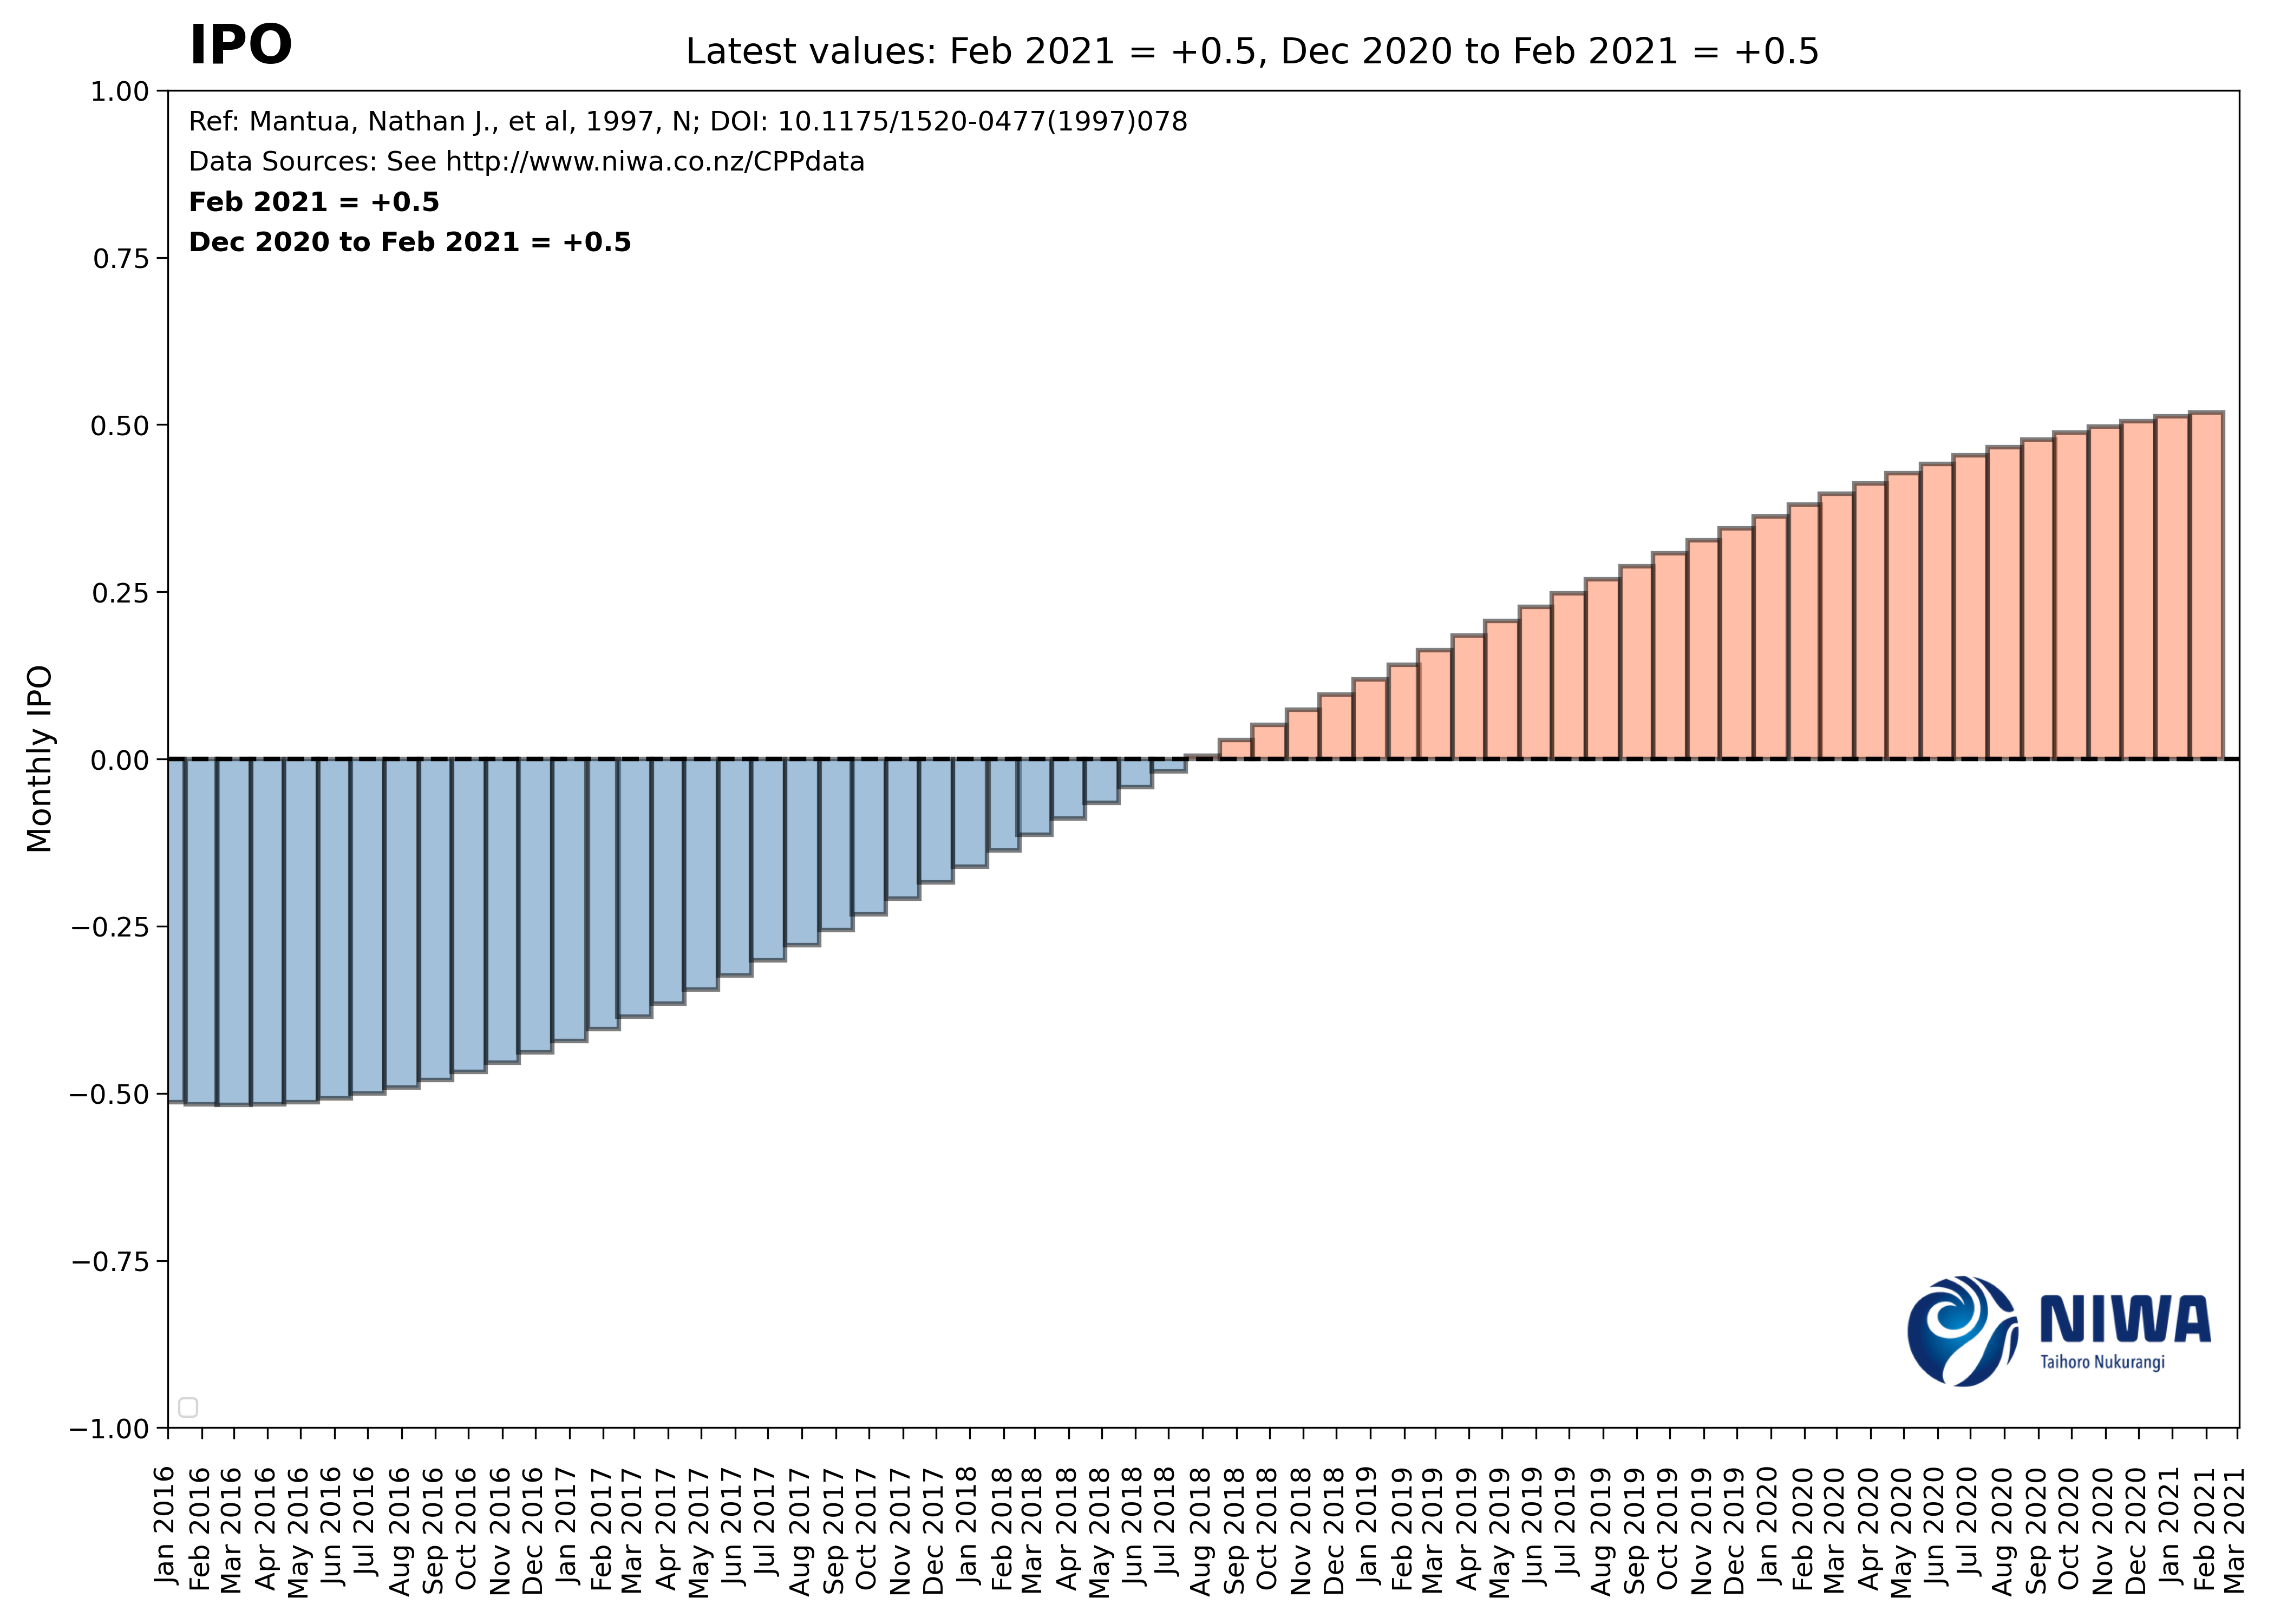 IPO
Latest values: Feb 2021 = +0.5, Dec 2020 to Feb 2021 = +0.5
Ref: Mantua, Nathan J., et al, 1997, N; DOI: 10.1175/1520-0477(1997)078
Data Sources: See http://www.niwa.co.nz/CPPdata
Feb 2021 = +0.5
Dec 2020 to Feb 2021 = +0.5
Monthly IPO
1.00
0.75
0.50
0.25
0.00
−0.25
−0.50
−0.75
−1.00
NIWA
Taihoro Nukurangi
Jan 2016
Feb 2016
Mar 2016
Apr 2016
May 2016
Jun 2016
Jul 2016
Aug 2016
Sep 2016
Oct 2016
Nov 2016
Dec 2016
Jan 2017
Feb 2017
Mar 2017
Apr 2017
May 2017
Jun 2017
Jul 2017
Aug 2017
Sep 2017
Oct 2017
Nov 2017
Dec 2017
Jan 2018
Feb 2018
Mar 2018
Apr 2018
May 2018
Jun 2018
Jul 2018
Aug 2018
Sep 2018
Oct 2018
Nov 2018
Dec 2018
Jan 2019
Feb 2019
Mar 2019
Apr 2019
May 2019
Jun 2019
Jul 2019
Aug 2019
Sep 2019
Oct 2019
Nov 2019
Dec 2019
Jan 2020
Feb 2020
Mar 2020
Apr 2020
May 2020
Jun 2020
Jul 2020
Aug 2020
Sep 2020
Oct 2020
Nov 2020
Dec 2020
Jan 2021
Feb 2021
Mar 2021